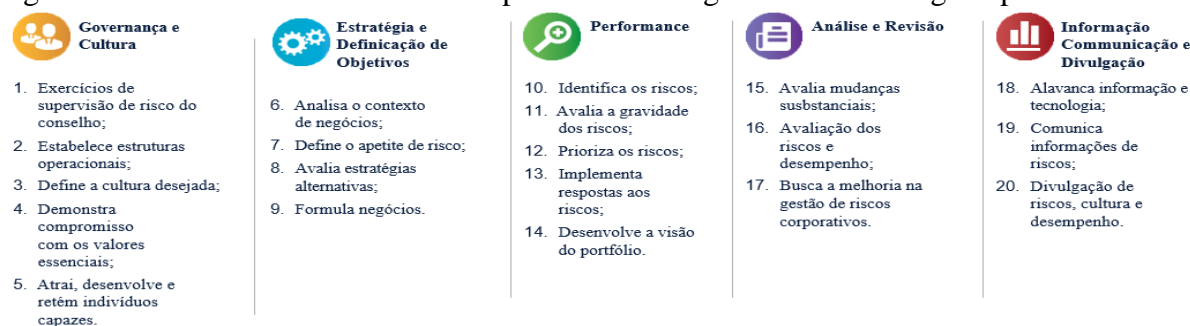 Governança e
Cultura
1. Exercícios de
supervisão de risco do
conselho;
2. Estabelece estruturas
operacionais;
3. Define a cultura desejada;
4. Demonstra
compromisso
com os valores
essenciais;
5. Atrai, desenvolve e
retém indivíduos
capazes.
Estratégia e
Definicação de
Objetivos
6. Analisa o contexto
de negócios;
7. Define o apetite de risco;
8. Avalia estratégias
alternativas;
9. Formula negócios.
Performance
10. Identifica os riscos;
11. Avalia a gravidade
dos riscos;
12. Prioriza os riscos;
13. Implementa
respostas aos
riscos;
14. Desenvolve a visão
do portfólio.
Análise e Revisão
15. Avalia mudanças
susbstanciais;
16. Avaliação dos
riscos e
desempenho;
17. Busca a melhoria na
gestão de riscos
corporativos.
Informação
Communicação e
Divulgação
18. Alavanca informação e
tecnologia;
19. Comunica
informações de
riscos;
20. Divulgação de
riscos, cultura e
desempenho.